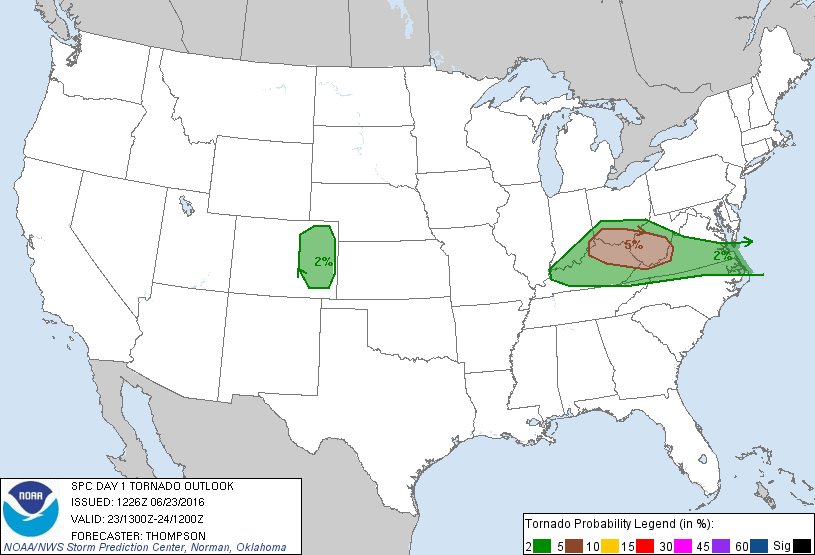 2%
5%
2%
NOAA
SPC DAY 1 TORNADO OUTLOOK
ISSUED: 1226Z 06/23/2016
VALID: 23/1300Z-24/1200Z
FORECASTER: THOMPSON
NOAA/NWS Storm Prediction Center, Norman, Oklahoma
Tornado Probability Legend (in %):
2 5 10 15 30 45 60 Sig